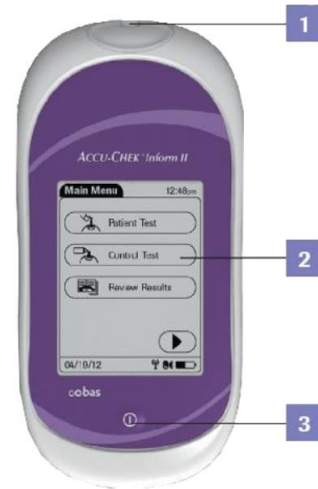 1
ACCU-CHEK® Inform II
Main Menu 12:48pm
Patient Test
Control Test
2
Review Results
04/19/12
cobas
3